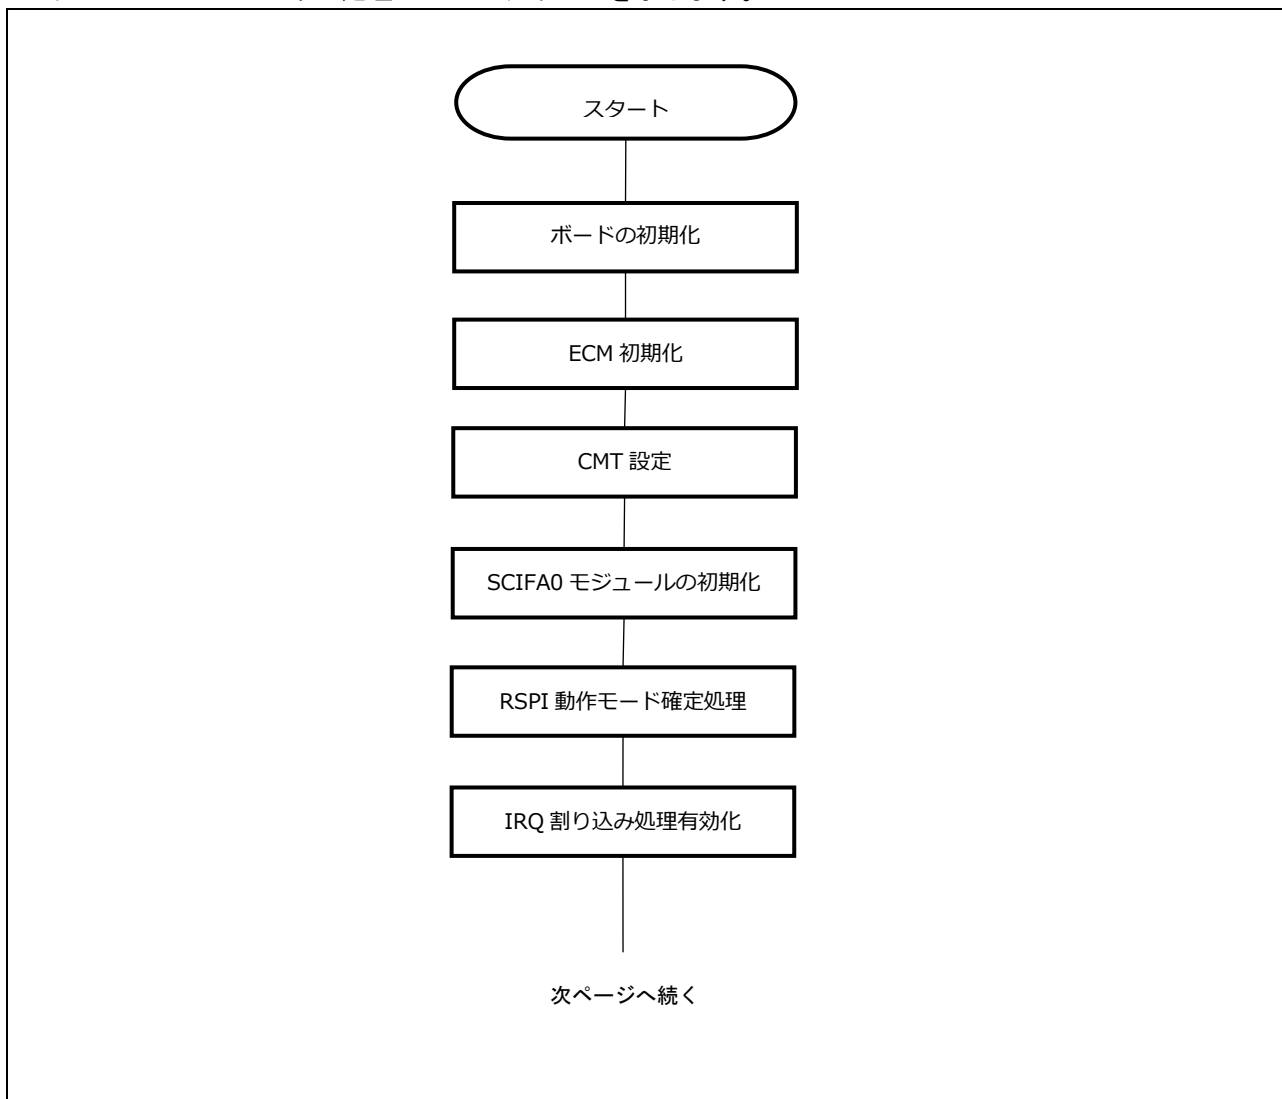 スタート
ボードの初期化
ECM 初期化
CMT 設定
SCIFA0 モジュールの初期化
RSPI 動作モード確定処理
IRQ 割り込み処理有効化
次ページへ続く